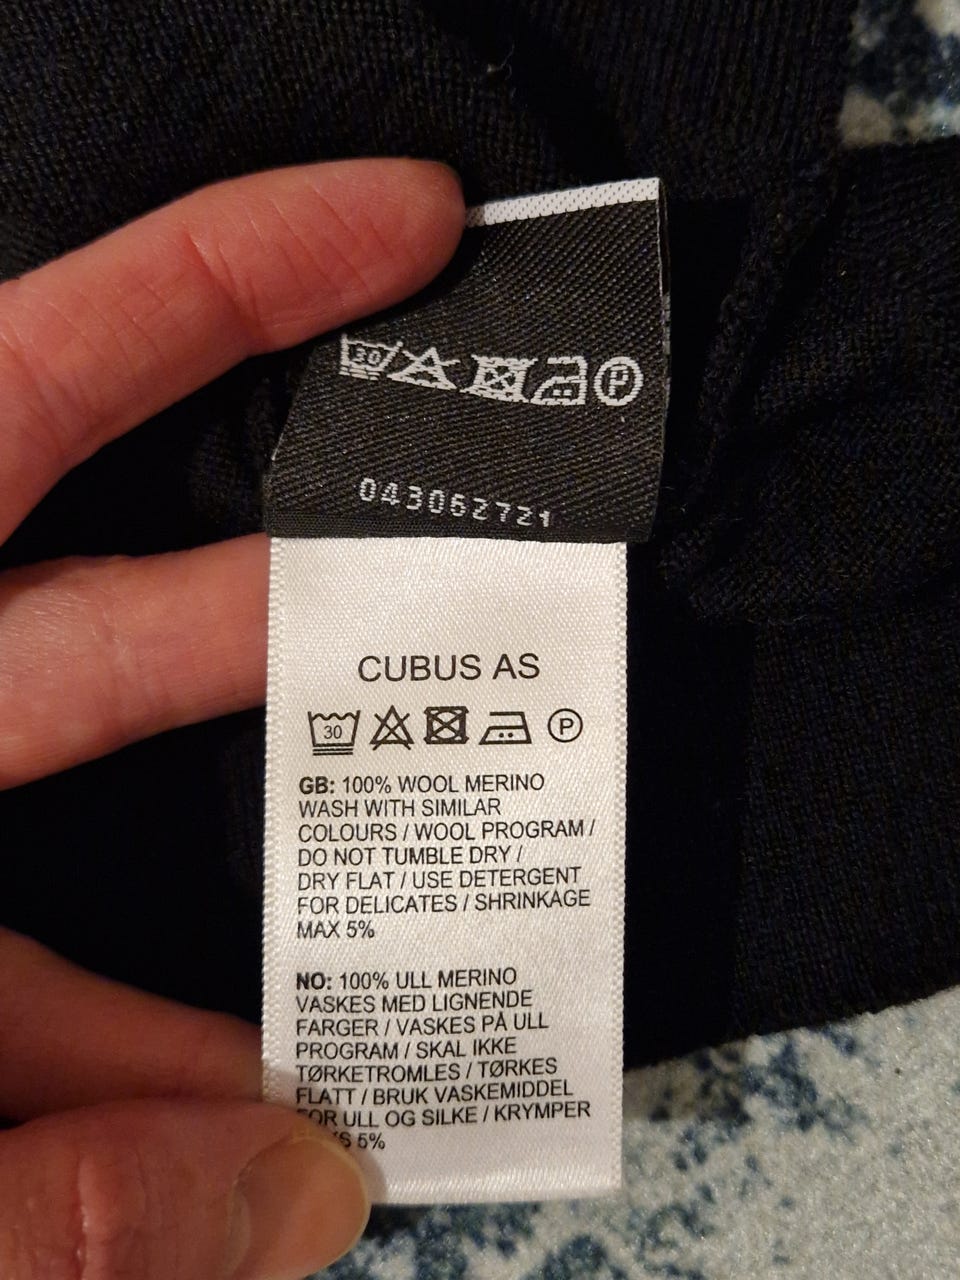 30 P
043062721
CUBUS AS
30 P
GB: 100% WOOL MERINO
WASH WITH SIMILAR
COLOURS / WOOL PROGRAM /
DO NOT TUMBLE DRY /
DRY FLAT / USE DETERGENT
FOR DELICATES / SHRINKAGE
MAX 5%
NO: 100% ULL MERINO
VASKES MED LIGNENDE
FARGER / VASKES PÅ ULL
PROGRAM / SKAL IKKE
TØRKETROMLES / TØRKES
FLATT / BRUK VASKEMIDDEL
FOR ULL OG SILKE / KRYMPER
5%